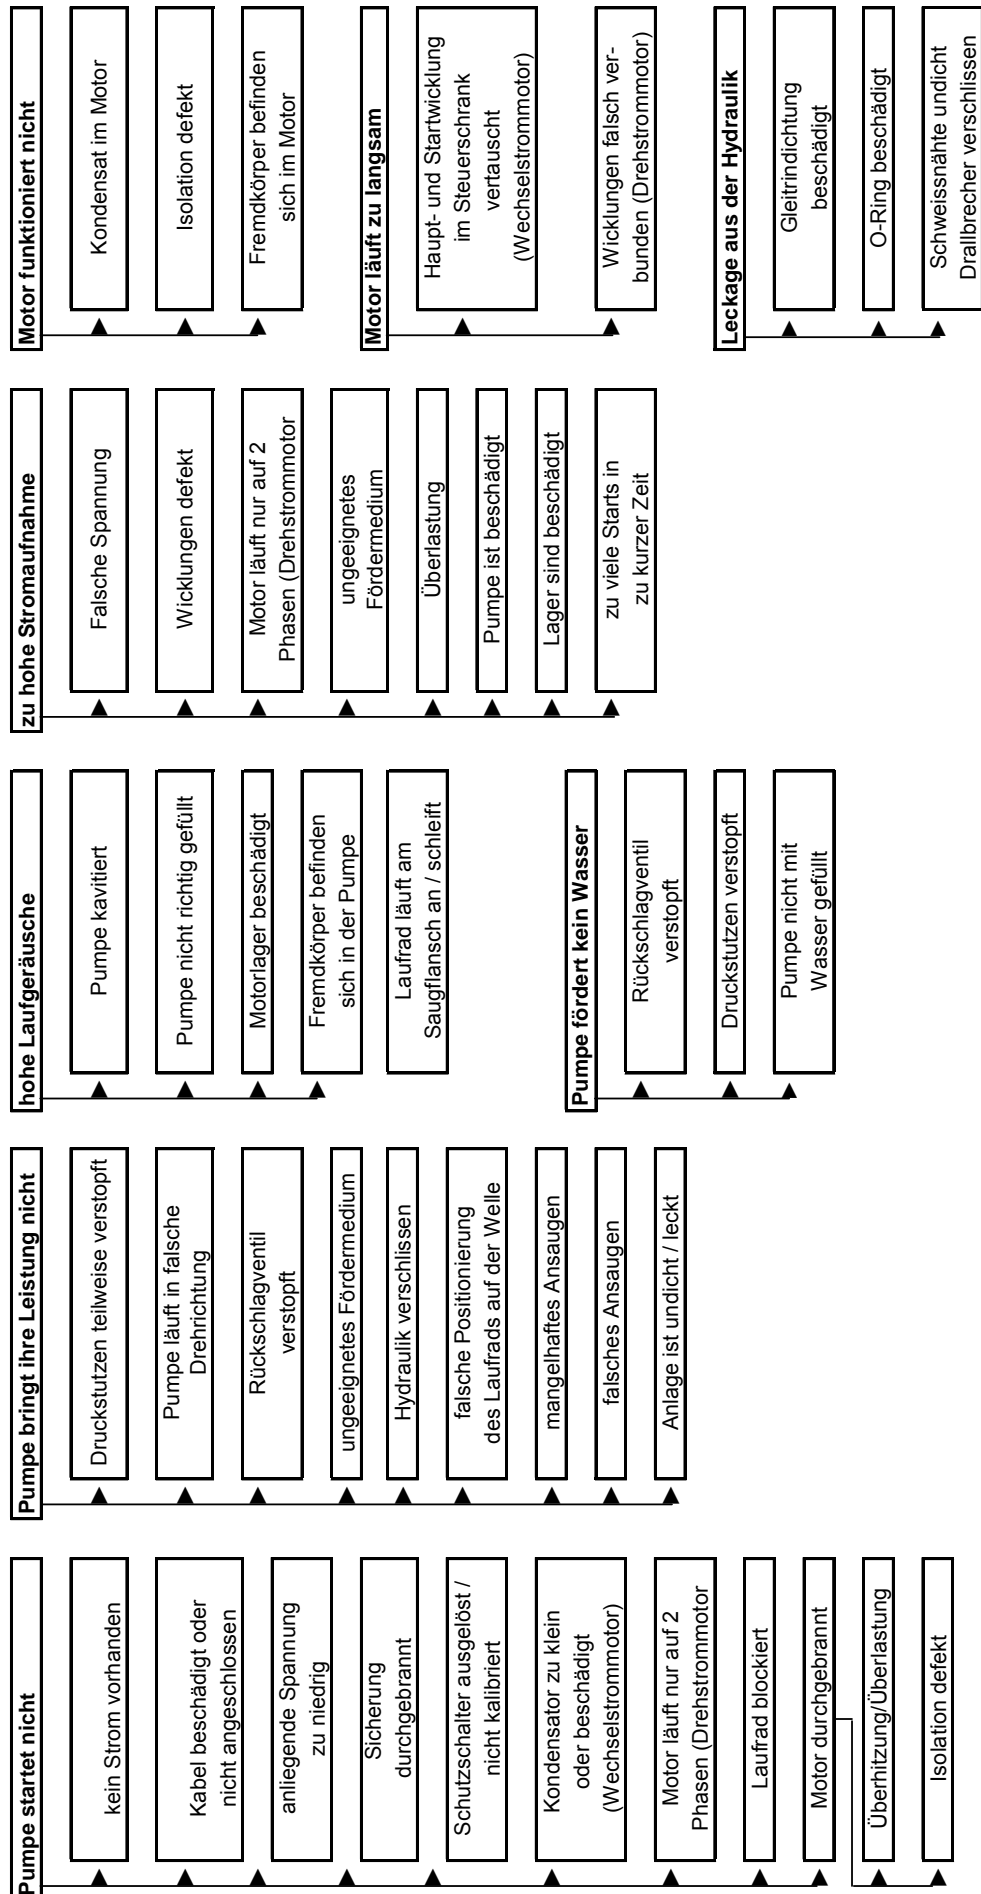 Pumpe startet nicht
kein Strom vorhanden
Kabel beschädigt oder
nicht angeschlossen
anliegende Spannung
zu niedrig
Sicherung
durchgebrannt
Schutzschalter ausgelöst /
nicht kalibriert
Kondensator zu klein
oder beschädigt
(Wechselstrommotor)
Motor läuft nur auf 2
Phasen (Drehstrommotor
Laufrad blockiert
Motor durchgebrannt
Überhitzung/Überlastung
Isolation defekt
Pumpe bringt ihre Leistung nicht
Druckstutzen teilweise verstopft
Pumpe läuft in falsche
Drehrichtung
Rückschlagventil
verstopft
ungeeignetes Fördermedium
Hydraulik verschlissen
falsche Positionierung
des Laufrads auf der Welle
mangelhaftes Ansaugen
falsches Ansaugen
Anlage ist undicht / leckt
hohe Laufgeräusche
Pumpe kavitiert
Pumpe nicht richtig gefüllt
Motorlager beschädigt
Fremdkörper befinden
sich in der Pumpe
Laufrad läuft am
Saugflansch an / schleift
Pumpe fördert kein Wasser
Rückschlagventil
verstopft
Druckstutzen verstopft
Pumpe nicht mit
Wasser gefüllt
zu hohe Stromaufnahme
Falsche Spannung
Wicklungen defekt
Motor läuft nur auf 2
Phasen (Drehstrommotor
ungeeignetes
Fördermedium
Überlastung
Pumpe ist beschädigt
Lager sind beschädigt
zu viele Starts in
zu kurzer Zeit
Motor funktioniert nicht
Kondensat im Motor
Isolation defekt
Fremdkörper befinden
sich im Motor
Motor läuft zu langsam
Haupt- und Startwicklung
im Steuerschrank
vertauscht
(Wechselstrommotor)
Wicklungen falsch ver-
bunden (Drehstrommotor)
Leckage aus der Hydraulik
Gleitrindichtung
beschädigt
O-Ring beschädigt
Schweissnähte undicht
Drallbrecher verschlissen